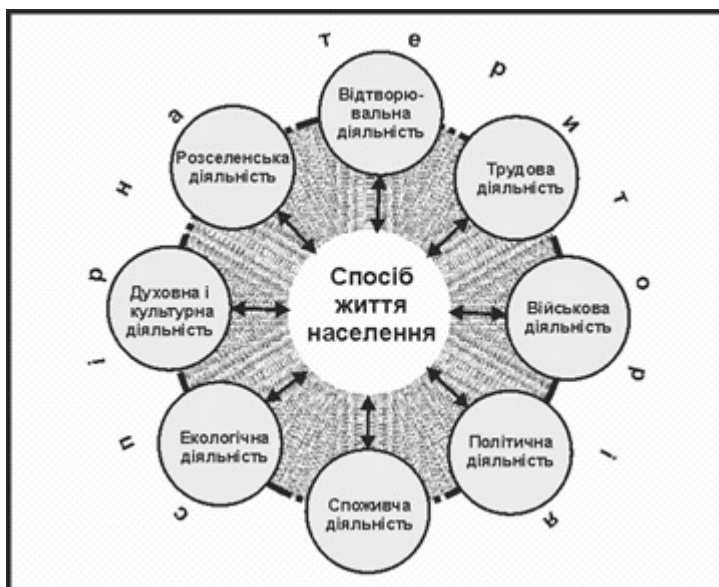 спірна територія
Відтворю-
вальна
діяльність
Трудова
діяльність
Військова
діяльність
Політична
діяльність
Споживча
діяльність
Екологічна
діяльність
Духовна і
культурна
діяльність
Розселенська
діяльність
Спосіб
життя
населення